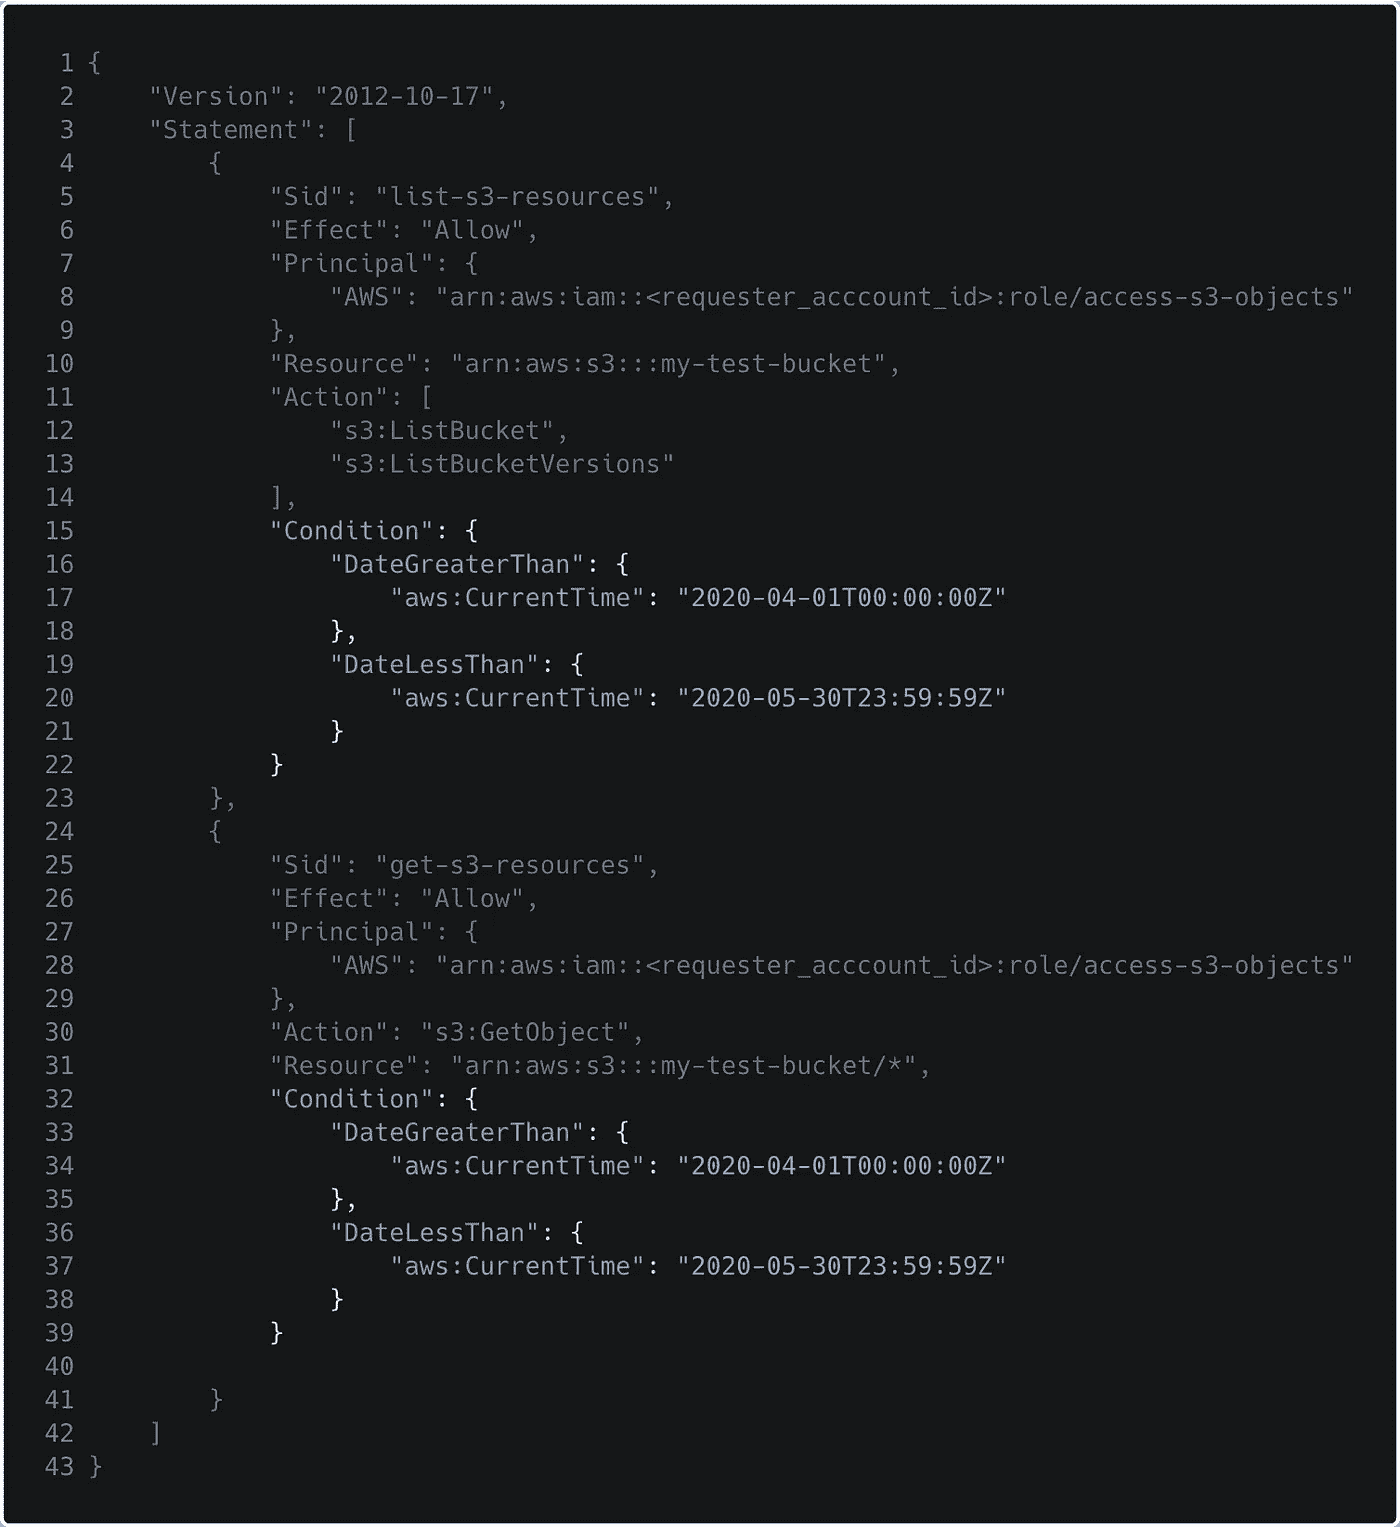 1 {
2     "Version": "2012-10-17",
3     "Statement": [
4         {
5             "Sid": "list-s3-resources",
6             "Effect": "Allow",
7             "Principal": {
8                 "AWS": "arn:aws:iam::<requester_acccount_id>:role/access-s3-objects"
9             },
10             "Resource": "arn:aws:s3:::my-test-bucket",
11             "Action": [
12                 "s3:ListBucket",
13                 "s3:ListBucketVersions"
14             ],
15             "Condition": {
16                 "DateGreaterThan": {
17                     "aws:CurrentTime": "2020-04-01T00:00:00Z"
18                 },
19                 "DateLessThan": {
20                     "aws:CurrentTime": "2020-05-30T23:59:59Z"
21                 }
22             }
23         },
24         {
25             "Sid": "get-s3-resources",
26             "Effect": "Allow",
27             "Principal": {
28                 "AWS": "arn:aws:iam::<requester_acccount_id>:role/access-s3-objects"
29             },
30             "Action": "s3:GetObject",
31             "Resource": "arn:aws:s3:::my-test-bucket/*",
32             "Condition": {
33                 "DateGreaterThan": {
34                     "aws:CurrentTime": "2020-04-01T00:00:00Z"
35                 },
36                 "DateLessThan": {
37                     "aws:CurrentTime": "2020-05-30T23:59:59Z"
38                 }
39             }
40
41         }
42     ]
43 }